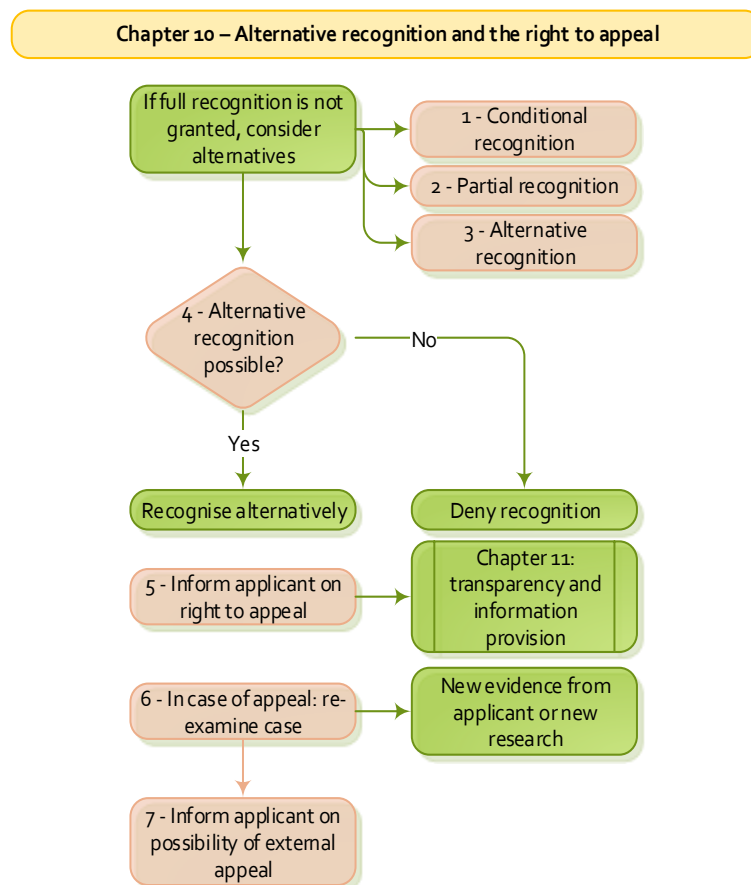 Chapter 10 – Alternative recognition and the right to appeal
If full recognition is not
granted, consider
alternatives
1 - Conditional
recognition
2 - Partial recognition
3 - Alternative
recognition
4 - Alternative
recognition
possible?
No
Yes
Recognise alternatively
Deny recognition
5 - Inform applicant on
right to appeal
Chapter 11:
transparency and
information
provision
6 - In case of appeal: re-
examine case
New evidence from
applicant or new
research
7 - Inform applicant on
possibility of external
appeal